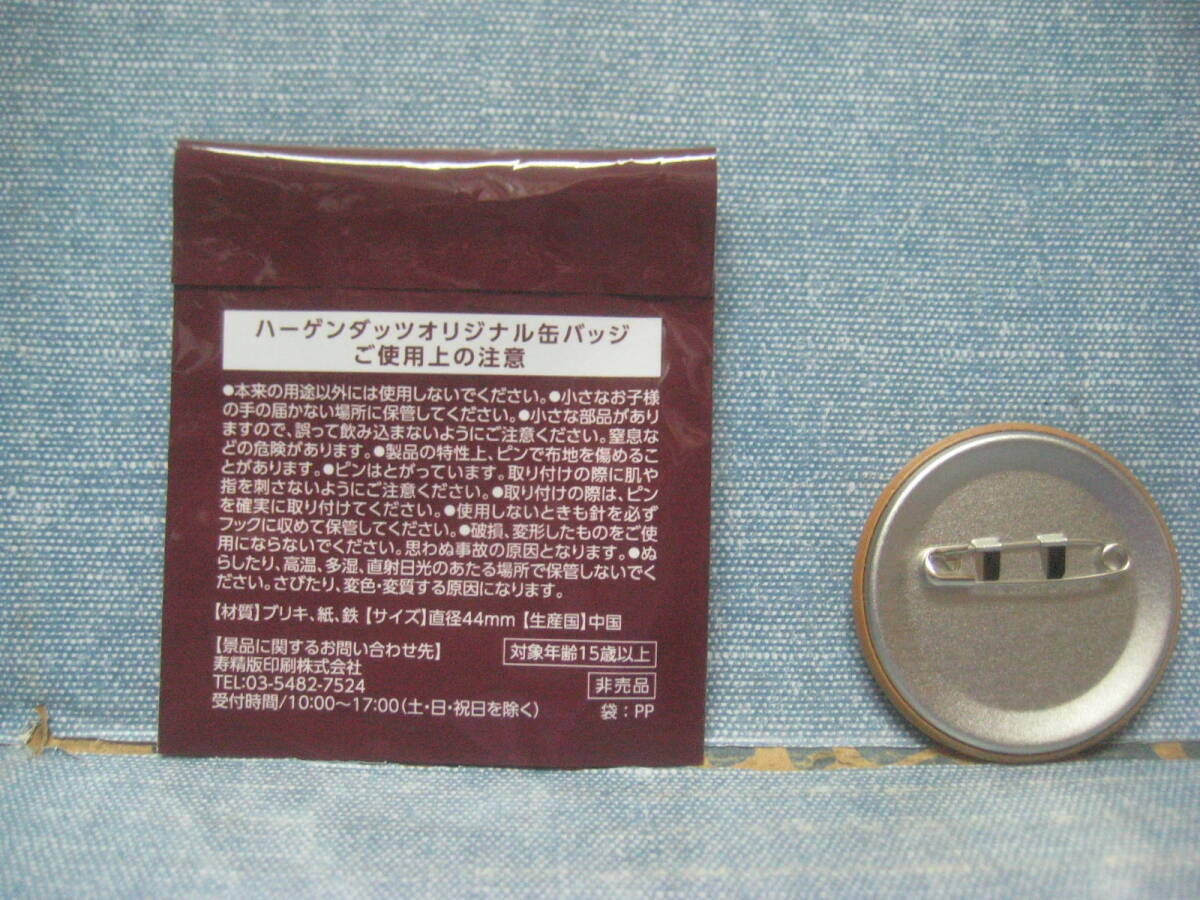 ハーゲンダッツオリジナル缶バッジ
ご使用上の注意
●本来の用途以外には使用しないでください。●小さなお子様
の手の届かない場所に保管してください。●小さな部品があり
ますので、誤って飲み込まないようにご注意ください。窒息な
どの危険があります。●製品の特性上、ピンで布地を傷めるこ
とがあります。●ピンはとがっています。取り付けの際に肌や
指を刺さないようにご注意ください。●取り付けの際は、ピン
を確実に取り付けてください。●使用しないときも針を必ず
フックに収めて保管してください。●破損、変形したものをご使
用にならないでください。思わぬ事故の原因となります。●ぬ
らしたり、高温、多湿、直射日光のあたる場所で保管しないでく
ださい。さびたり、変色・変質する原因になります。
【材質】ブリキ、紙、鉄【サイズ】直径44mm【生産国】中国
【景品に関するお問い合わせ先】
寿精版印刷株式会社
TEL:03-5482-7524
受付時間/10:00〜17:00(土・日・祝日を除く)
対象年齢15歳以上
非売品
袋：PP